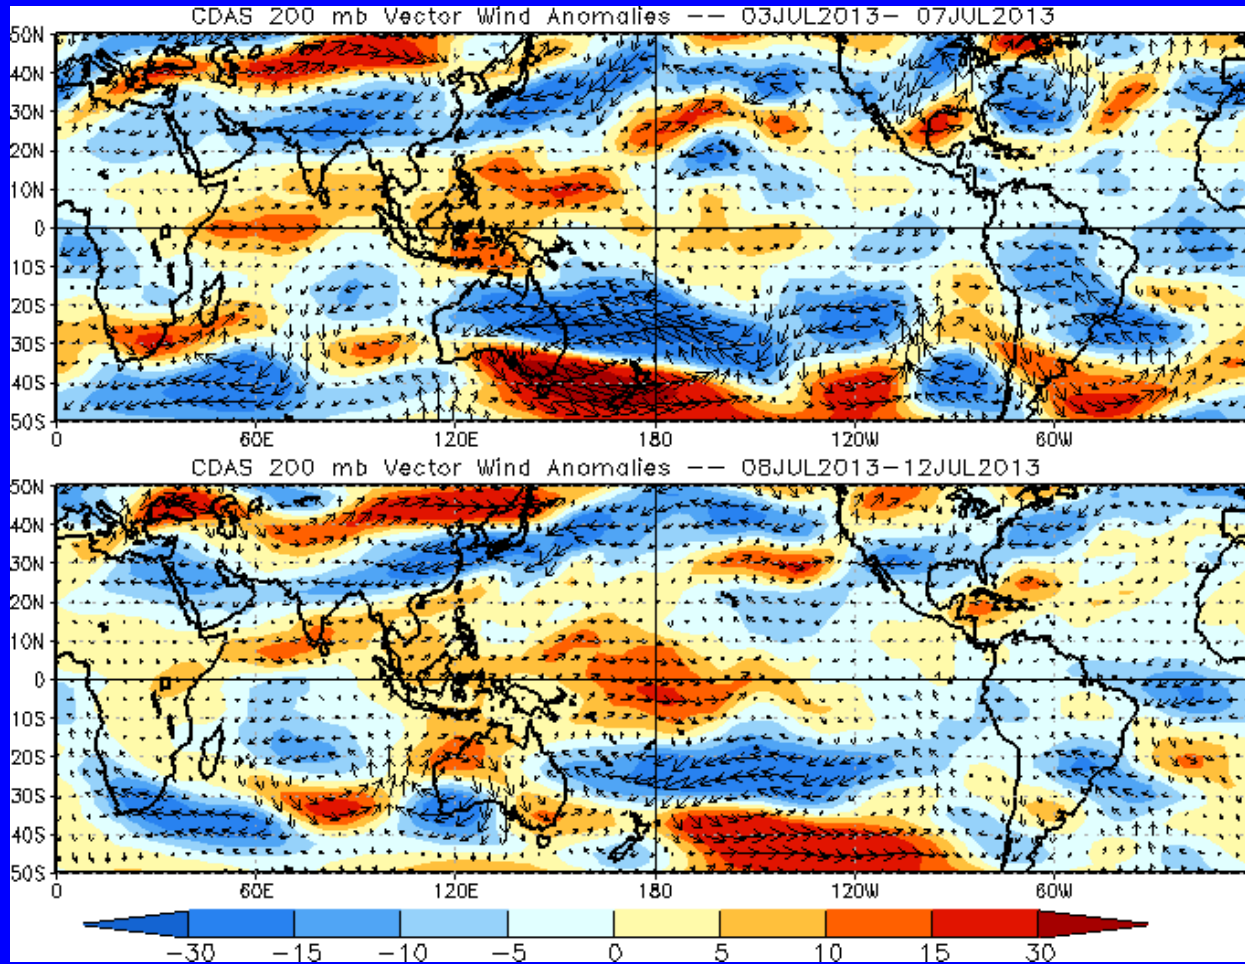 CDAS 200 mb Vector Wind Anomalies -- 03JUL2013- 07JUL2013
50N
40N
30N
20N
10N
0
10S
20S
30S
40S
50S
0 60E 120E 180 120W 60W
CDAS 200 mb Vector Wind Anomalies -- 08JUL2013-12JUL2013
50N
40N
30N
20N
10N
0
10S
20S
30S
40S
50S
0 60E 120E 180 120W 60W
-30 -15 -10 -5 0 5 10 15 30